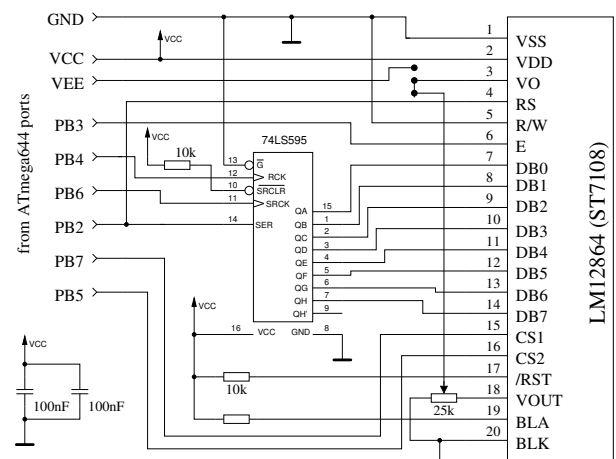 GND
VCC
VEE
PB3
PB4
PB6
PB2
PB7
PB5
from ATmega644 ports
VCC
VCC
10k
74LS595
13 G
12 RCK
10 SRCLR
11 SRCK
14 SER
QA 15
QB 1
QC 2
QD 3
QE 4
QF 5
QG 6
QH 7
QH' 9
16 VCC GND 8
VCC
10k
VCC
100nF 100nF
25k
1 VSS
2 VDD
3 VO
4 RS
5 R/W
6 E
7 DB0
8 DB1
9 DB2
10 DB3
11 DB4
12 DB5
13 DB6
14 DB7
15 CS1
16 CS2
17 /RST
18 VOUT
19 BLA
20 BLK
LM12864 (ST7108)